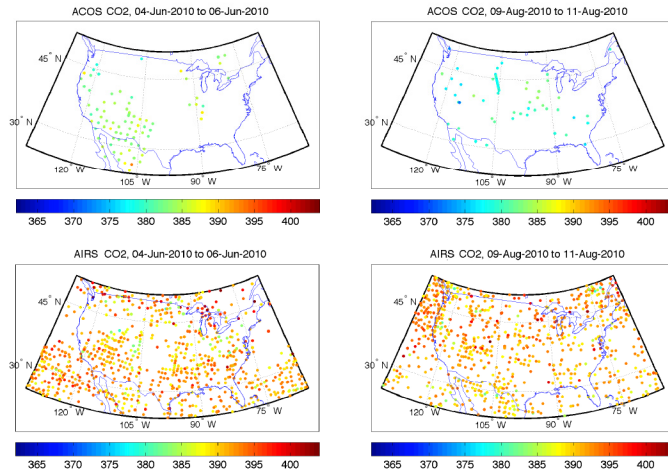 ACOS CO2, 04-Jun-2010 to 06-Jun-2010
45° N
30° N
120° W
105° W
90° W
75° W
365 370 375 380 385 390 395 400
ACOS CO2, 09-Aug-2010 to 11-Aug-2010
45° N
30° N
120° W
105° W
90° W
75° W
365 370 375 380 385 390 395 400
AIRS CO2, 04-Jun-2010 to 06-Jun-2010
45° N
30° N
120° W
105° W
90° W
75° W
365 370 375 380 385 390 395 400
AIRS CO2, 09-Aug-2010 to 11-Aug-2010
45° N
30° N
120° W
105° W
90° W
75° W
365 370 375 380 385 390 395 400